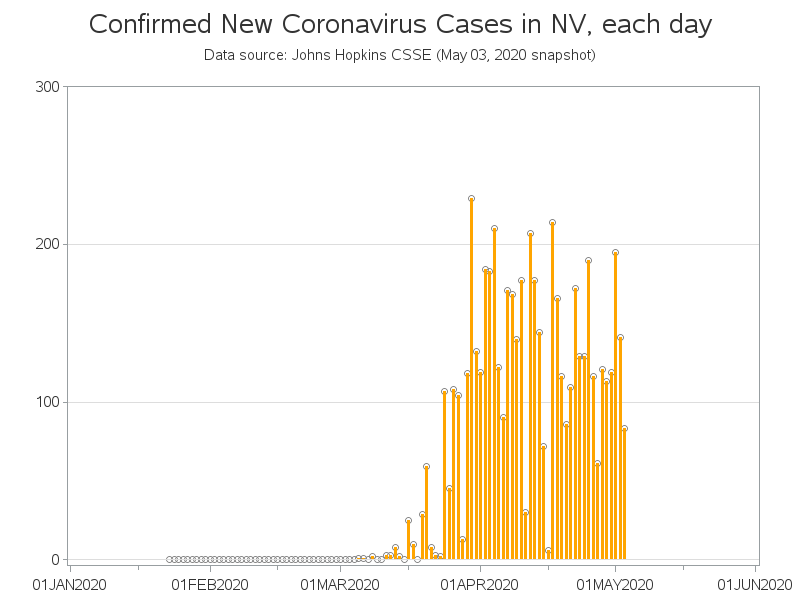 Confirmed New Coronavirus Cases in NV, each day
Data source: Johns Hopkins CSSE (May 03, 2020 snapshot)
300
200
100
0
01JAN2020 01FEB2020 01MAR2020 01APR2020 01MAY2020 01JUN2020